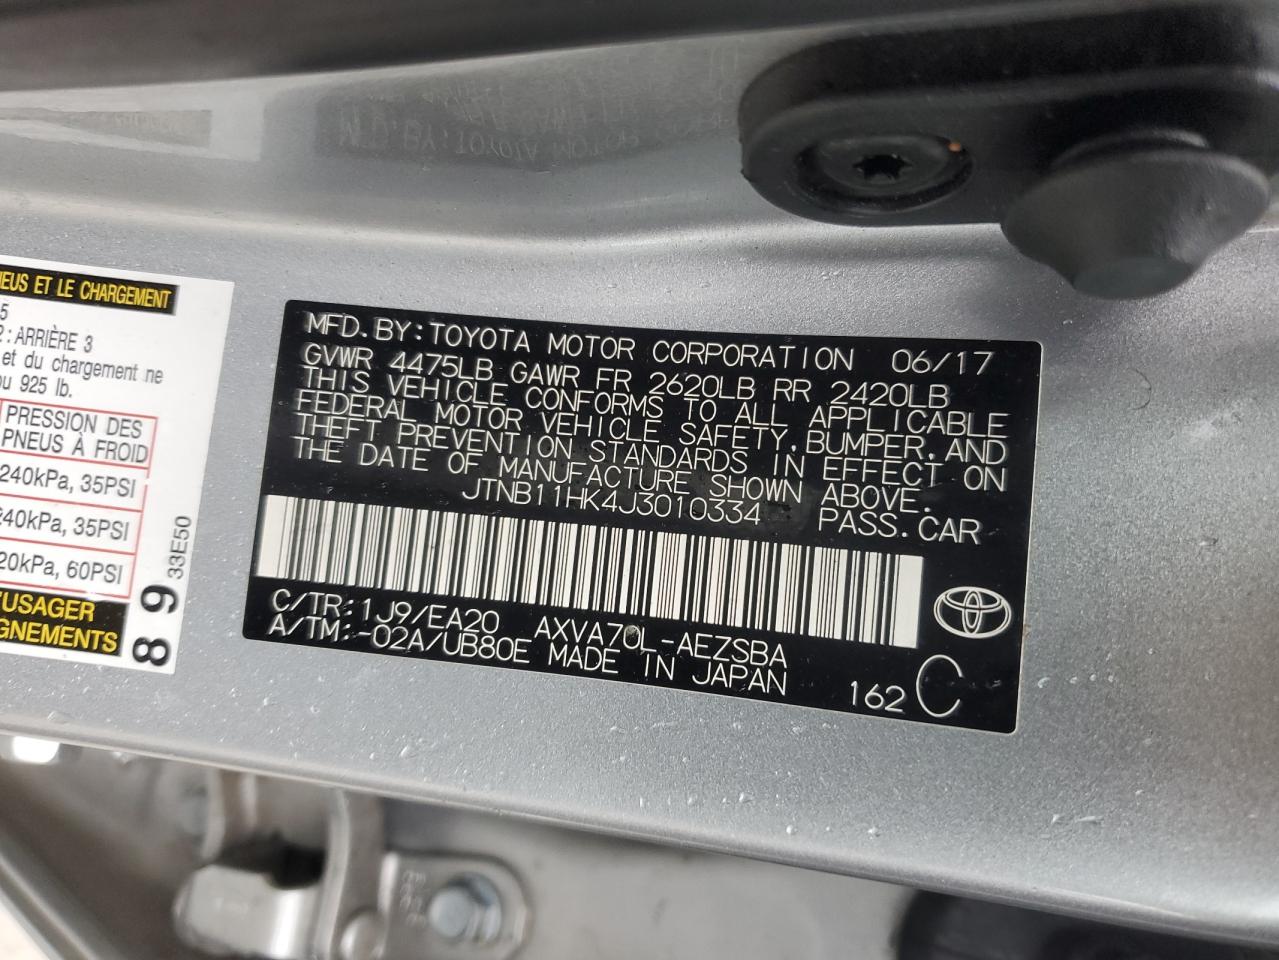 NEUS ET LE CHARGEMENT
5
2: ARRIÈRE 3
et du chargement ne
ou 925 lb.
PRESSION DES
PNEUS À FROID
240kPa, 35PSI
240kPa, 35PSI
20kPa, 60PSI
'USAGER
GNEMENTS
89
33E50
MFD. BY: TOYOTA MOTOR CORPORATION 06/17
GVWR 4475LB GAWR FR 2620LB RR 2420LB
THIS VEHICLE CONFORMS TO ALL APPLICABLE
FEDERAL MOTOR VEHICLE SAFETY, BUMPER, AND
THEFT PREVENTION STANDARDS IN EFFECT ON
THE DATE OF MANUFACTURE SHOWN ABOVE.
JTNB11HK4J3010334 PASS. CAR
C/TR: 1J9/EA20 AXVA70L-AEZSBA
A/TM: -02A/UB80E MADE IN JAPAN
162 C